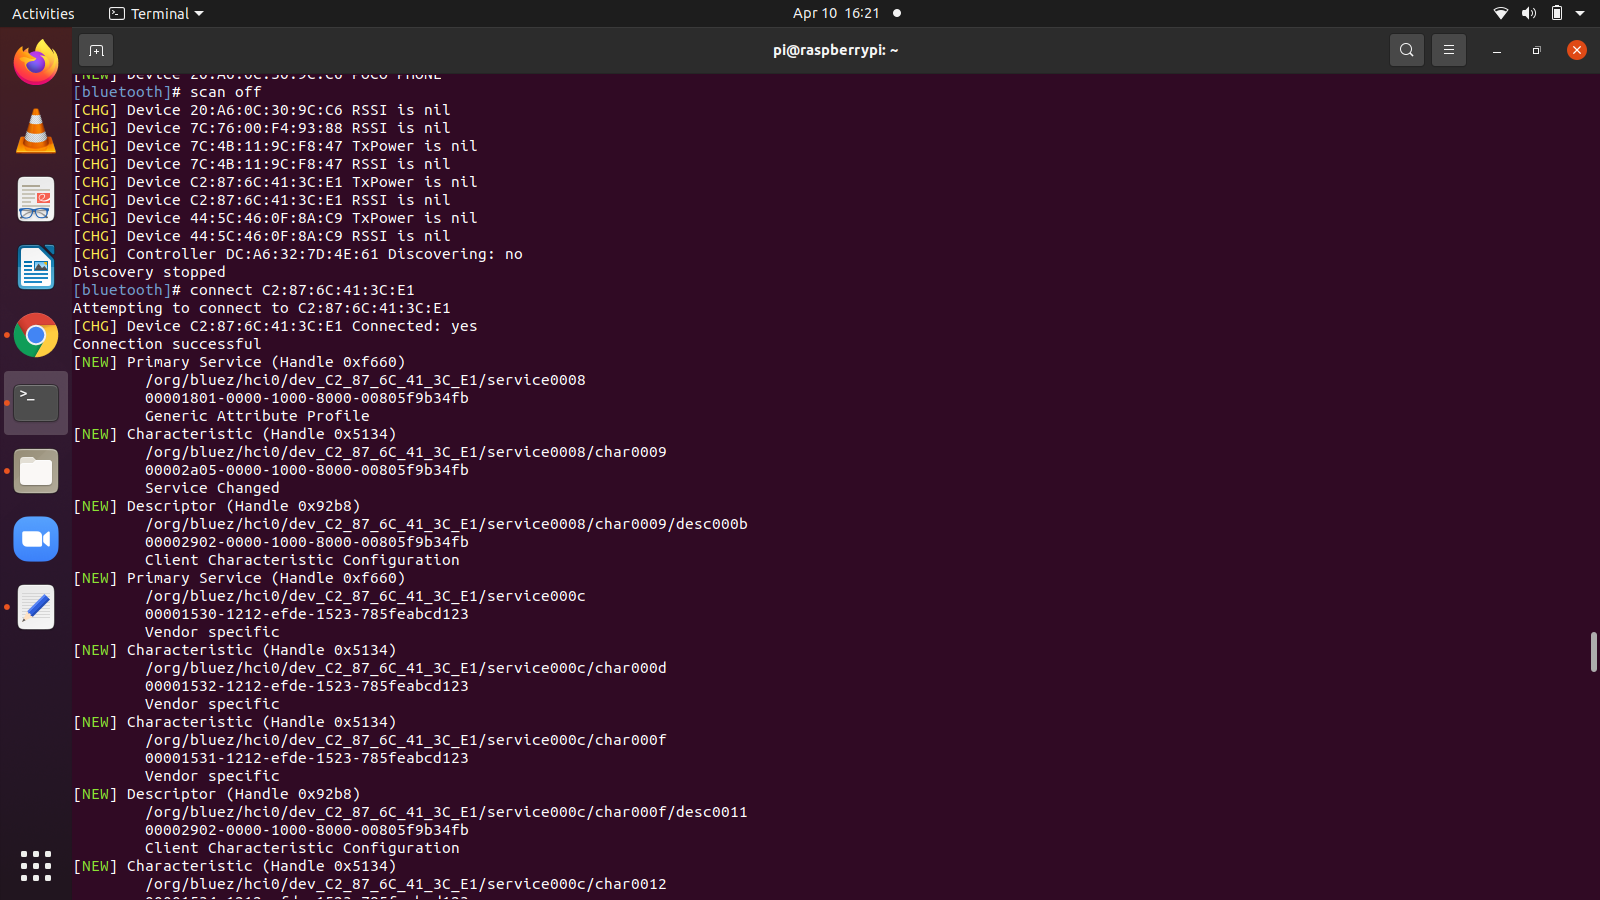 Activities
Terminal
Apr 10 16:21
pi@raspberrypi: ~
[NEW] Device 20:A6:0C:30:9C:C6 POCO PHONE
[bluetooth]# scan off
[CHG] Device 20:A6:0C:30:9C:C6 RSSI is nil
[CHG] Device 7C:76:00:F4:93:88 RSSI is nil
[CHG] Device 7C:4B:11:9C:F8:47 TxPower is nil
[CHG] Device 7C:4B:11:9C:F8:47 RSSI is nil
[CHG] Device C2:87:6C:41:3C:E1 TxPower is nil
[CHG] Device C2:87:6C:41:3C:E1 RSSI is nil
[CHG] Device 44:5C:46:0F:8A:C9 TxPower is nil
[CHG] Device 44:5C:46:0F:8A:C9 RSSI is nil
[CHG] Controller DC:A6:32:7D:4E:61 Discovering: no
Discovery stopped
[bluetooth]# connect C2:87:6C:41:3C:E1
Attempting to connect to C2:87:6C:41:3C:E1
[CHG] Device C2:87:6C:41:3C:E1 Connected: yes
Connection successful
[NEW] Primary Service (Handle 0xf660)
/org/bluez/hci0/dev_C2_87_6C_41_3C_E1/service0008
00001801-0000-1000-8000-00805f9b34fb
Generic Attribute Profile
[NEW] Characteristic (Handle 0x5134)
/org/bluez/hci0/dev_C2_87_6C_41_3C_E1/service0008/char0009
00002a05-0000-1000-8000-00805f9b34fb
Service Changed
[NEW] Descriptor (Handle 0x92b8)
/org/bluez/hci0/dev_C2_87_6C_41_3C_E1/service0008/char0009/desc000b
00002902-0000-1000-8000-00805f9b34fb
Client Characteristic Configuration
[NEW] Primary Service (Handle 0xf660)
/org/bluez/hci0/dev_C2_87_6C_41_3C_E1/service000c
00001530-1212-efde-1523-785feabcd123
Vendor specific
[NEW] Characteristic (Handle 0x5134)
/org/bluez/hci0/dev_C2_87_6C_41_3C_E1/service000c/char000d
00001532-1212-efde-1523-785feabcd123
Vendor specific
[NEW] Characteristic (Handle 0x5134)
/org/bluez/hci0/dev_C2_87_6C_41_3C_E1/service000c/char000f
00001531-1212-efde-1523-785feabcd123
Vendor specific
[NEW] Descriptor (Handle 0x92b8)
/org/bluez/hci0/dev_C2_87_6C_41_3C_E1/service000c/char000f/desc0011
00002902-0000-1000-8000-00805f9b34fb
Client Characteristic Configuration
[NEW] Characteristic (Handle 0x5134)
/org/bluez/hci0/dev_C2_87_6C_41_3C_E1/service000c/char0012